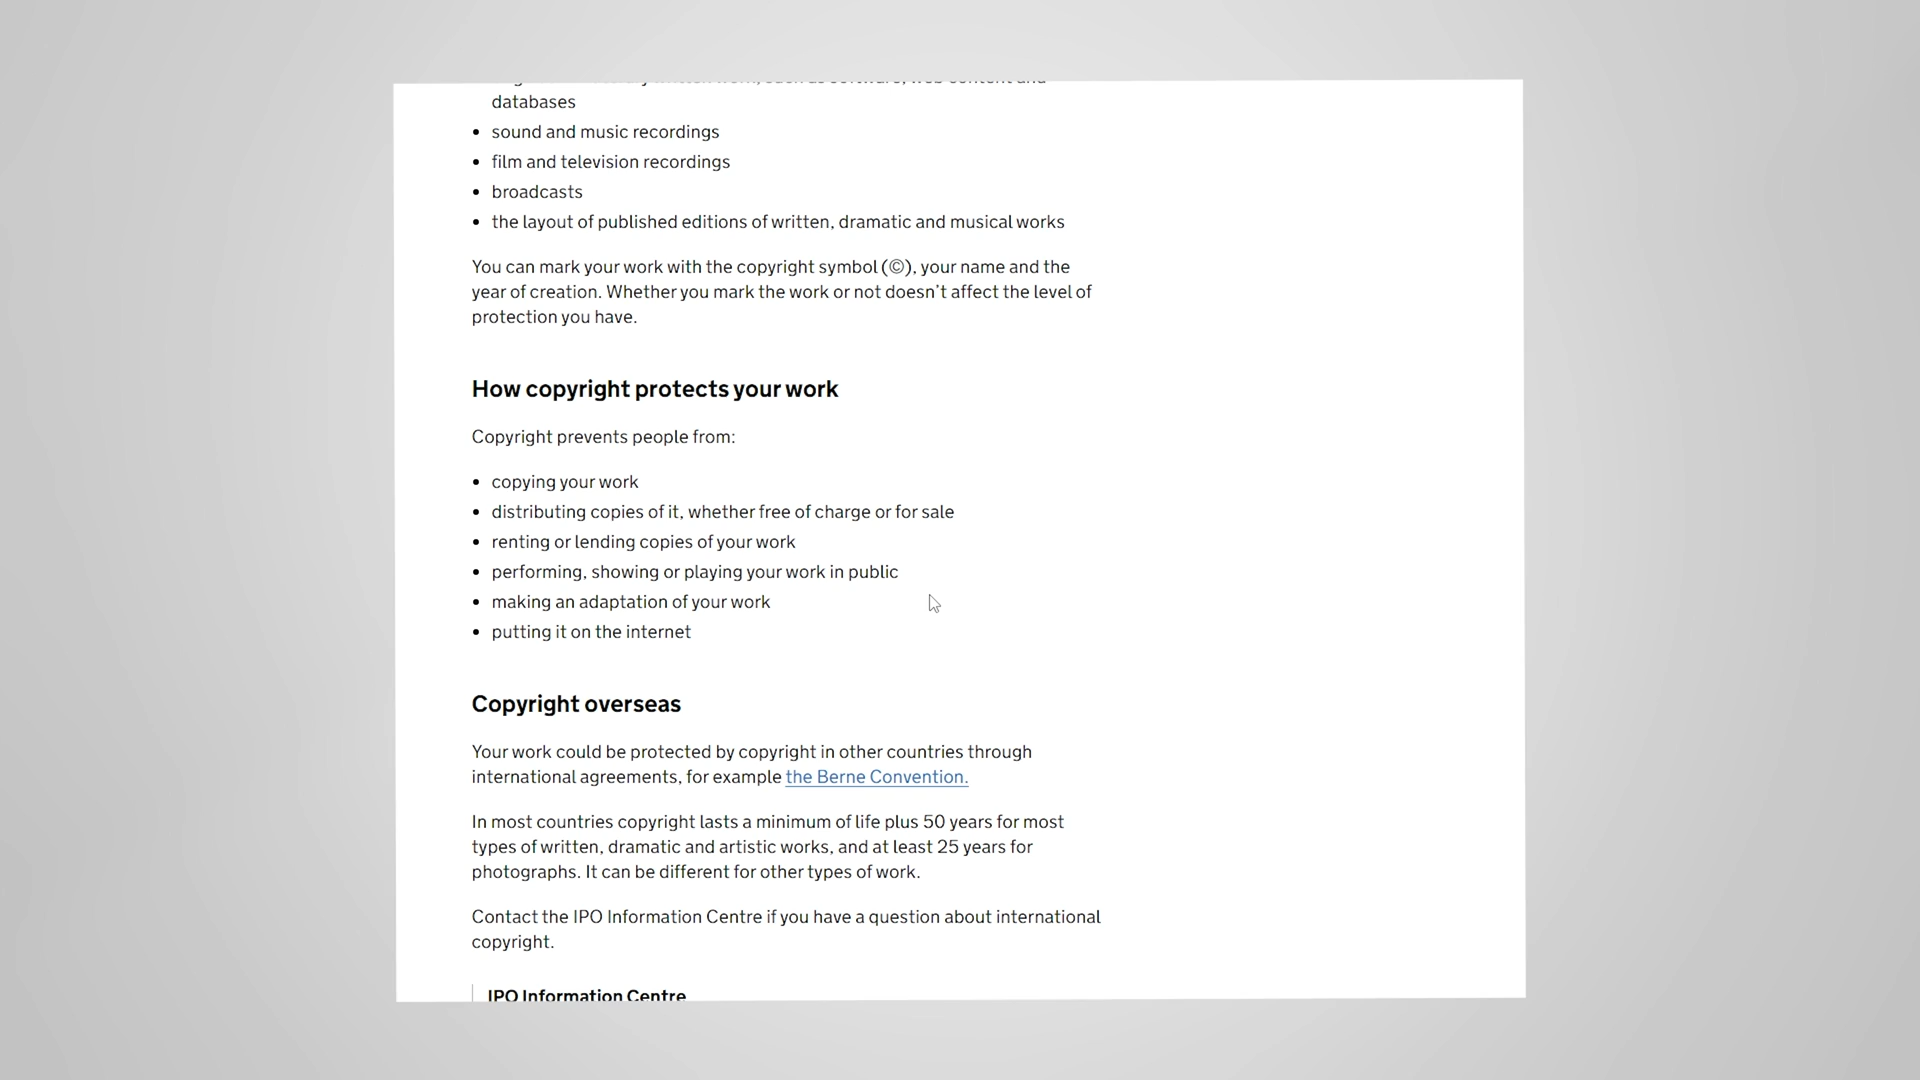 databases
• sound and music recordings
• film and television recordings
• broadcasts
• the layout of published editions of written, dramatic and musical works
You can mark your work with the copyright symbol (©), your name and the
year of creation. Whether you mark the work or not doesn’t affect the level of
protection you have.
How copyright protects your work
Copyright prevents people from:
• copying your work
• distributing copies of it, whether free of charge or for sale
• renting or lending copies of your work
• performing, showing or playing your work in public
• making an adaptation of your work
• putting it on the internet
Copyright overseas
Your work could be protected by copyright in other countries through
international agreements, for example the Berne Convention.
In most countries copyright lasts a minimum of life plus 50 years for most
types of written, dramatic and artistic works, and at least 25 years for
photographs. It can be different for other types of work.
Contact the IPO Information Centre if you have a question about international
copyright.
IPO Information Centre